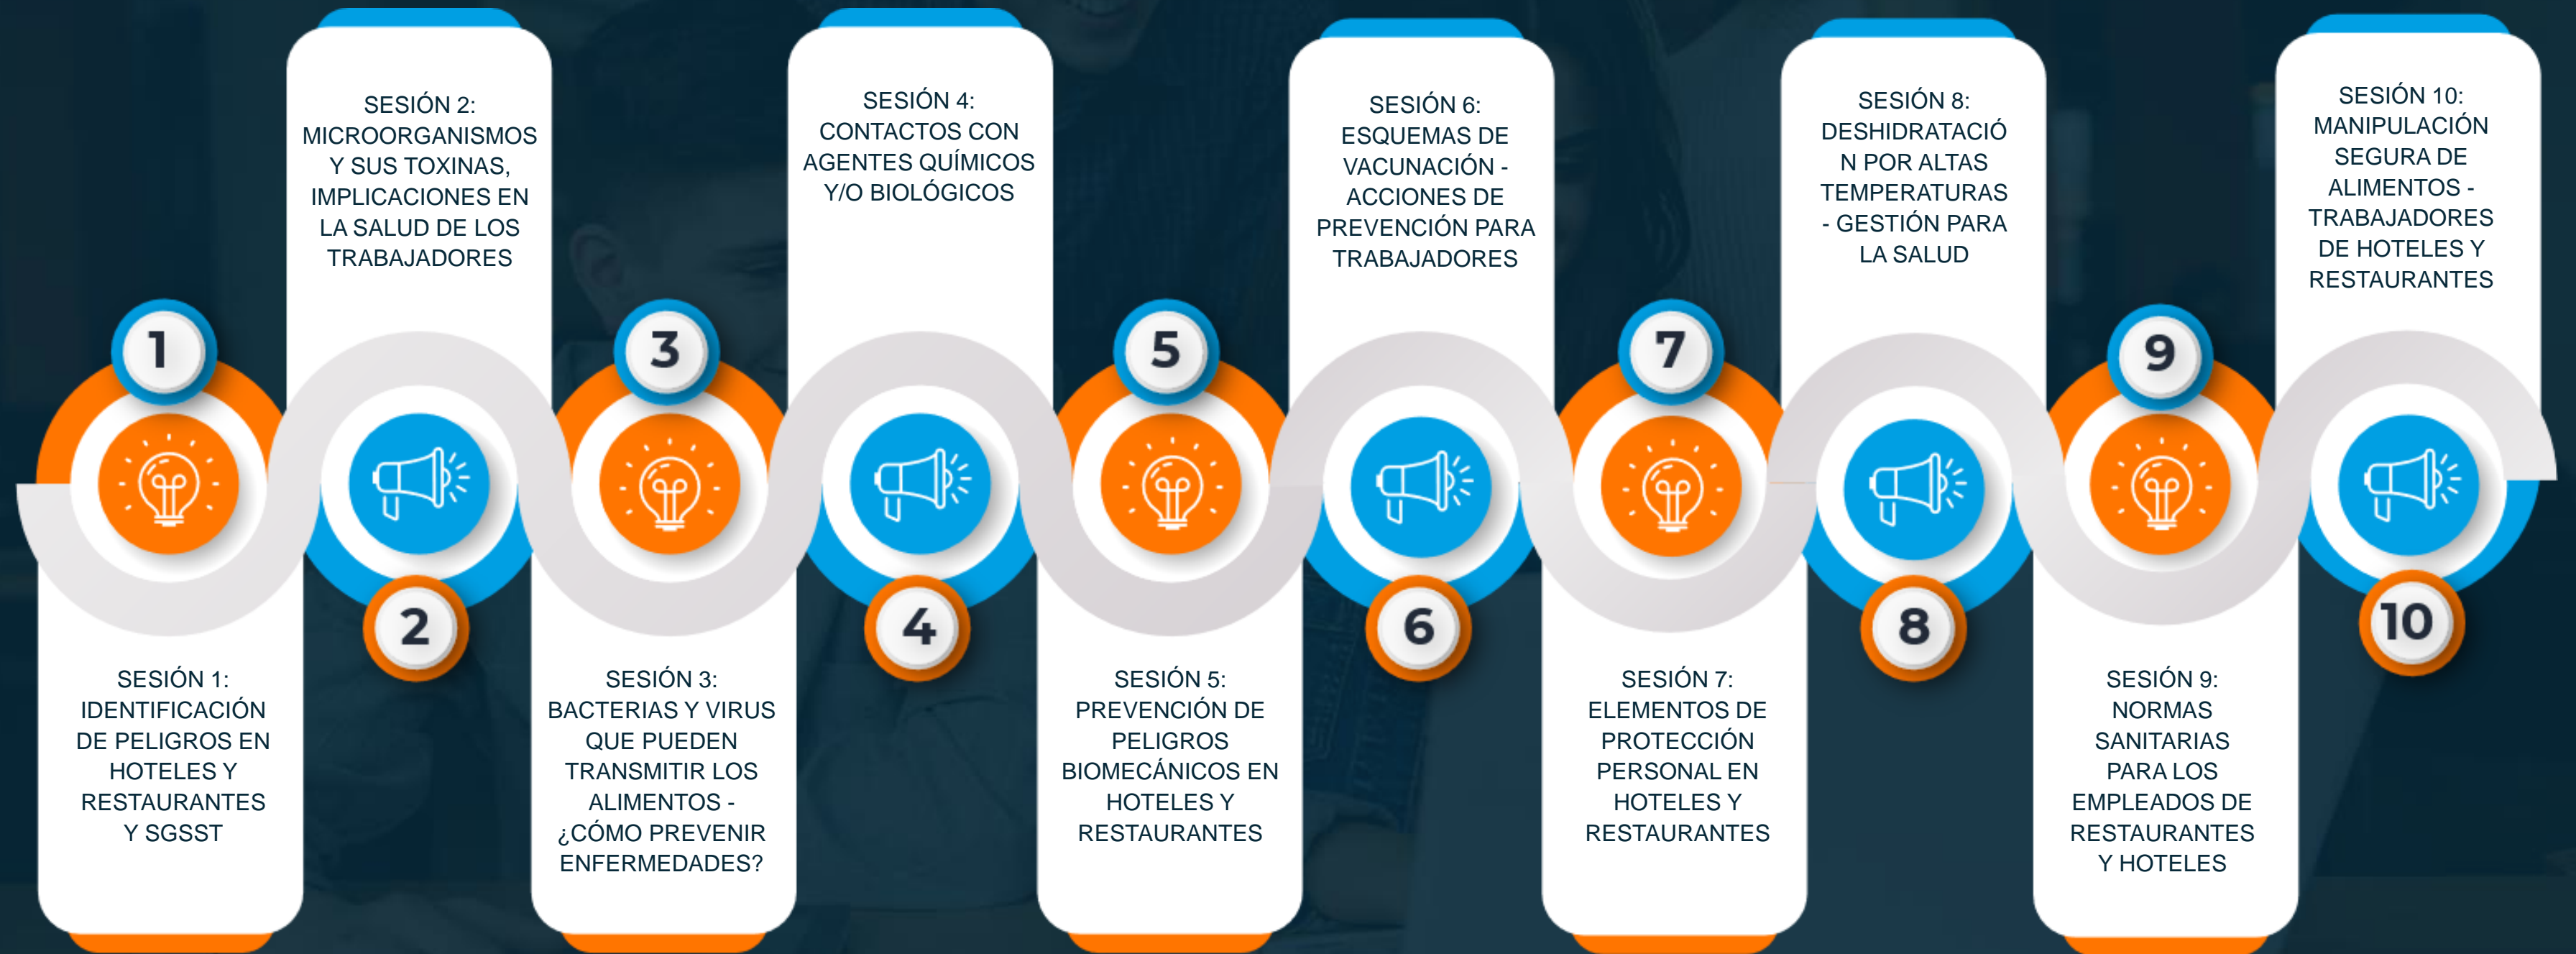 1
SESIÓN 1:
IDENTIFICACIÓN
DE PELIGROS EN
HOTELES Y
RESTAURANTES
Y SGSST
SESIÓN 2:
MICROORGANISMOS
Y SUS TOXINAS,
IMPLICACIONES EN
LA SALUD DE LOS
TRABAJADORES
2
3
SESIÓN 3:
BACTERIAS Y VIRUS
QUE PUEDEN
TRANSMITIR LOS
ALIMENTOS -
¿CÓMO PREVENIR
ENFERMEDADES?
SESIÓN 4:
CONTACTOS CON
AGENTES QUÍMICOS
Y/O BIOLÓGICOS
4
5
SESIÓN 5:
PREVENCIÓN DE
PELIGROS
BIOMECÁNICOS EN
HOTELES Y
RESTAURANTES
SESIÓN 6:
ESQUEMAS DE
VACUNACIÓN -
ACCIONES DE
PREVENCIÓN PARA
TRABAJADORES
6
7
SESIÓN 7:
ELEMENTOS DE
PROTECCIÓN
PERSONAL EN
HOTELES Y
RESTAURANTES
SESIÓN 8:
DESHIDRATACIÓ
N POR ALTAS
TEMPERATURAS
- GESTIÓN PARA
LA SALUD
8
9
SESIÓN 9:
NORMAS
SANITARIAS
PARA LOS
EMPLEADOS DE
RESTAURANTES
Y HOTELES
SESIÓN 10:
MANIPULACIÓN
SEGURA DE
ALIMENTOS -
TRABAJADORES
DE HOTELES Y
RESTAURANTES
10